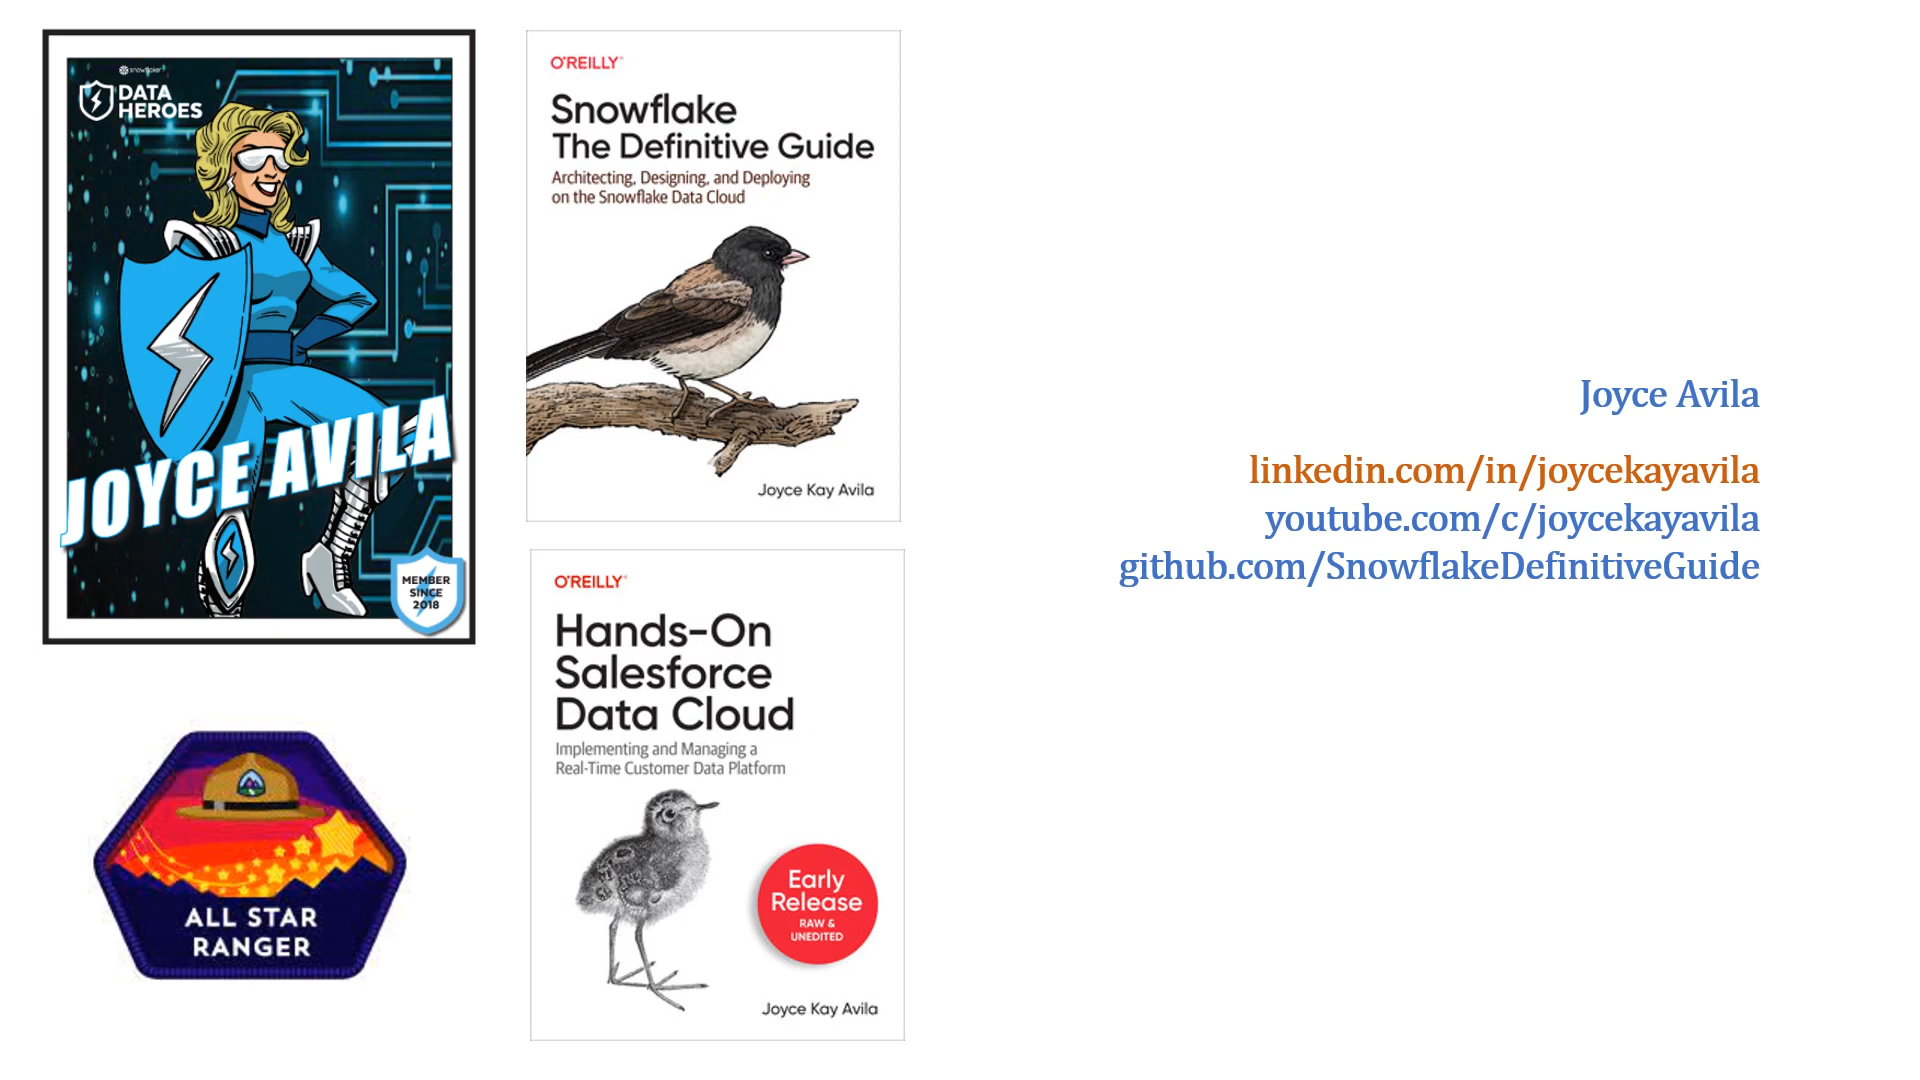 snowflake
DATA
HEROES
JOYCE AVILA
MEMBER
SINCE
2018
ALL STAR
RANGER
O'REILLY
Snowflake
The Definitive Guide
Architecting, Designing, and Deploying
on the Snowflake Data Cloud
Joyce Kay Avila
O'REILLY
Hands-On
Salesforce
Data Cloud
Implementing and Managing a
Real-Time Customer Data Platform
Early
Release
RAW &
UNEDITED
Joyce Kay Avila
Joyce Avila
linkedin.com/in/joycekayavila
youtube.com/c/joycekayavila
github.com/SnowflakeDefinitiveGuide